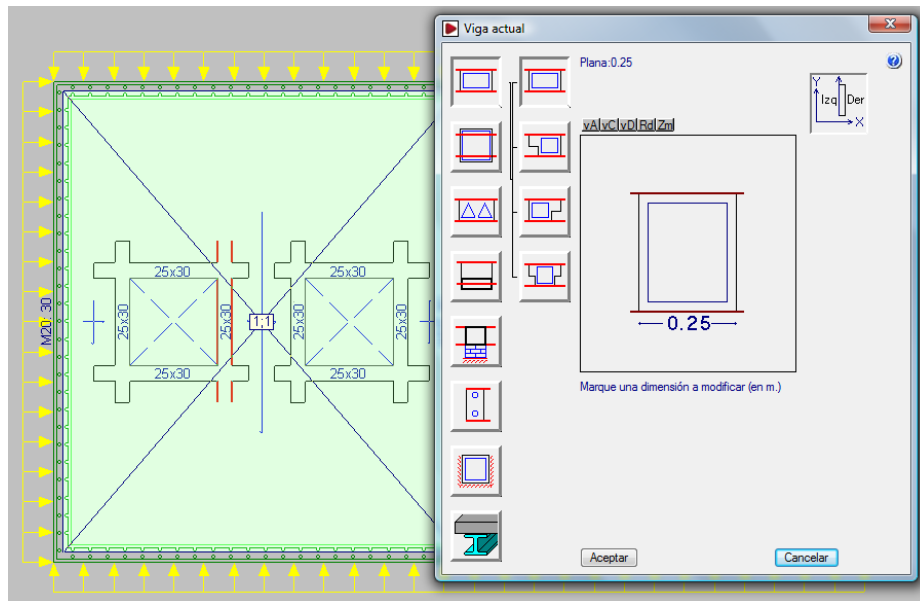 Viga actual
Plana:0.25
Y
Izq
Der
X
vA vC vD Rd Zm
0.25
Marque una dimensión a modificar (en m.)
Aceptar
Cancelar
25x30
25x30
25x30
25x30
25x30
1;1
25x30
25x30
25x30
M20: 30